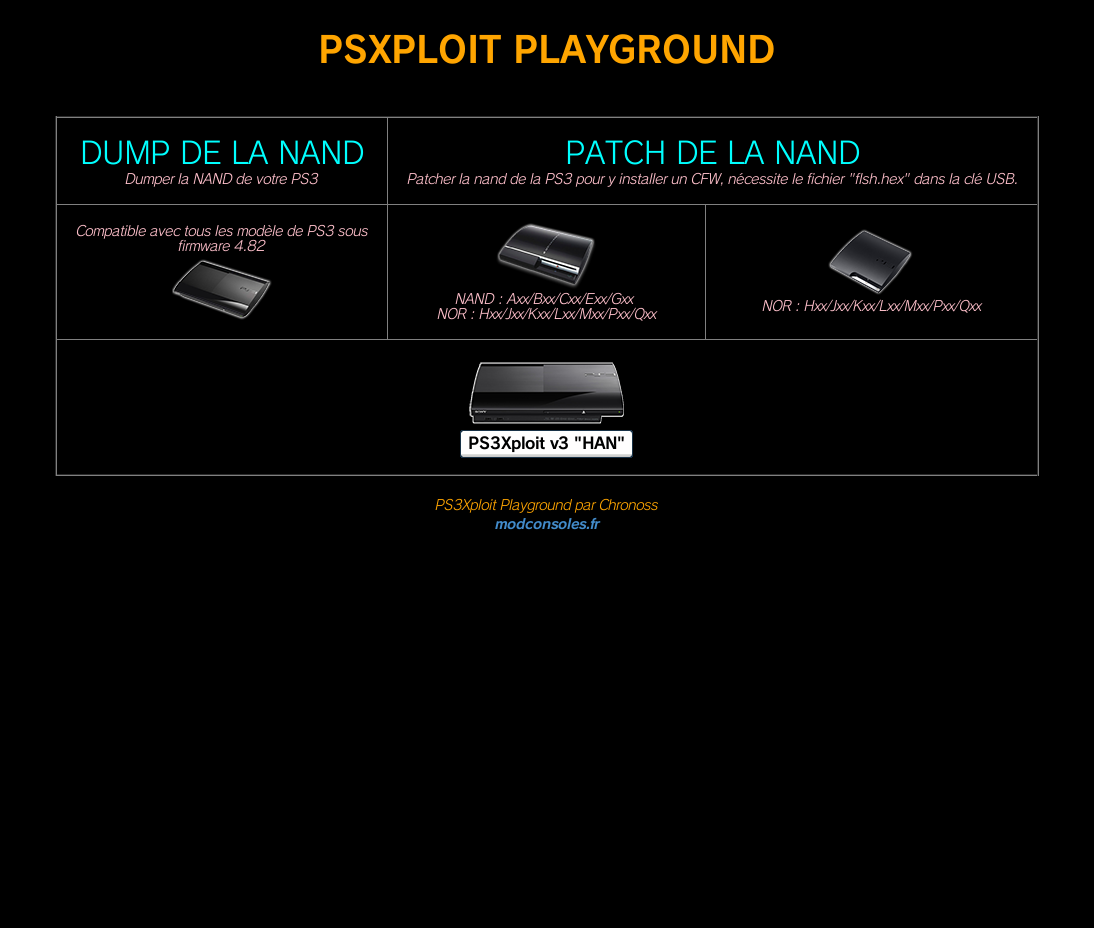 PSXPLOIT PLAYGROUND
DUMP DE LA NAND
Dumper la NAND de votre PS3
PATCH DE LA NAND
Patcher la nand de la PS3 pour y installer un CFW, nécessite le fichier "flsh.hex" dans la clé USB.
Compatible avec tous les modèle de PS3 sous
firmware 4.82
NAND : Axx/Bxx/Cxx/Exx/Gxx
NOR : Hxx/Jxx/Kxx/Lxx/Mxx/Pxx/Qxx
NOR : Hxx/Jxx/Kxx/Lxx/Mxx/Pxx/Qxx
PS3Xploit v3 "HAN"
PS3Xploit Playground par Chronoss
modconsoles.fr